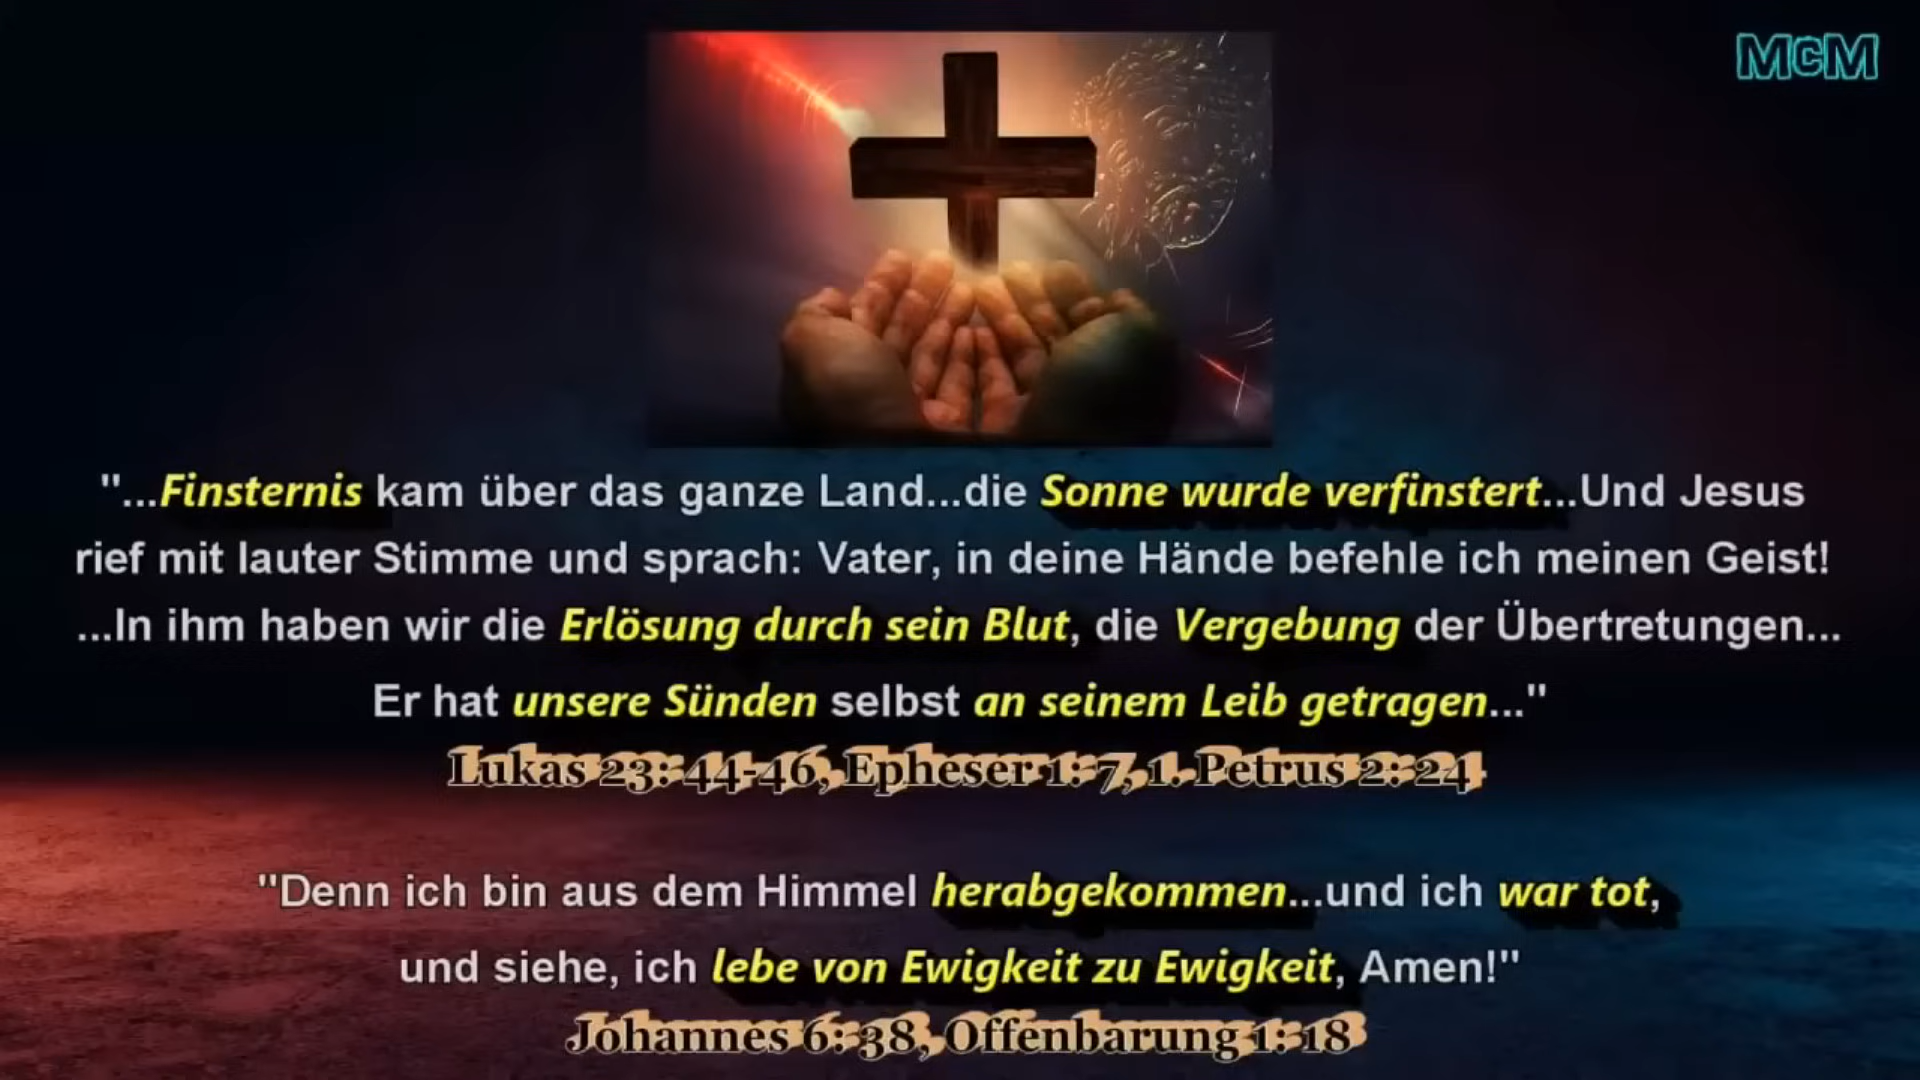 McM
"...Finsternis kam über das ganze Land...die Sonne wurde verfinstert...Und Jesus
rief mit lauter Stimme und sprach: Vater, in deine Hände befehle ich meinen Geist!
...In ihm haben wir die Erlösung durch sein Blut, die Vergebung der Übertretungen...
Er hat unsere Sünden selbst an seinem Leib getragen..."
Lukas 23: 44-46, Epheser 1: 7, 1. Petrus 2: 24
"Denn ich bin aus dem Himmel herabgekommen...und ich war tot,
und siehe, ich lebe von Ewigkeit zu Ewigkeit, Amen!"
Johannes 6: 38, Offenbarung 1: 18